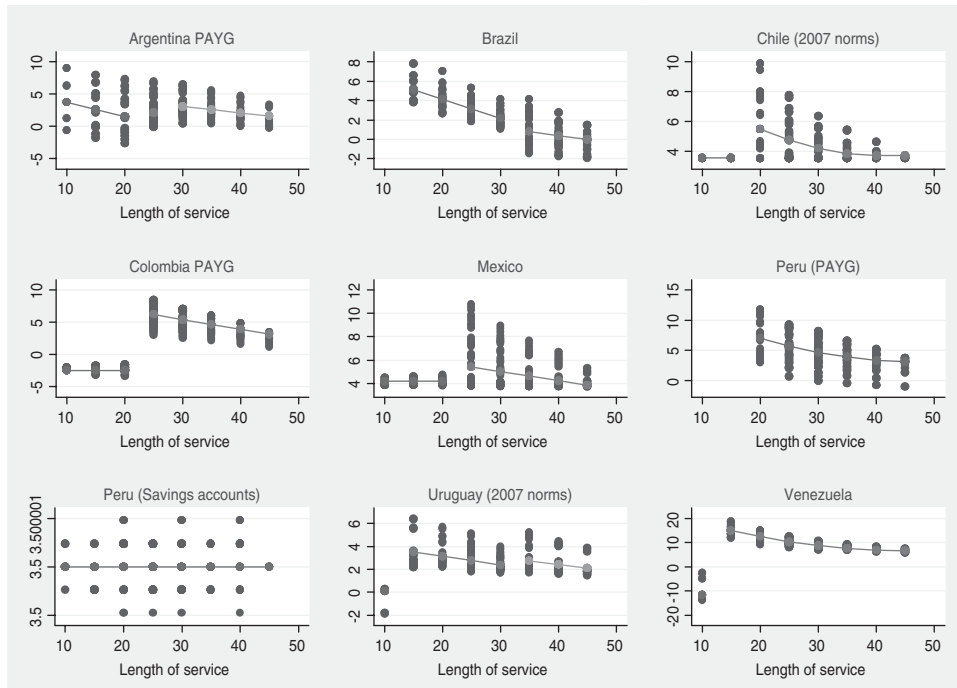 Argentina PAYG
10
5
0
-5
10 20 30 40 50
Length of service
Brazil
8
6
4
2
0
-2
10 20 30 40 50
Length of service
Chile (2007 norms)
10
8
6
4
10 20 30 40 50
Length of service
Colombia PAYG
10
5
0
-5
10 20 30 40 50
Length of service
Mexico
12
10
8
6
4
10 20 30 40 50
Length of service
Peru (PAYG)
15
10
5
0
10 20 30 40 50
Length of service
Peru (Savings accounts)
3.500001
3.5
3.5
10 20 30 40 50
Length of service
Uruguay (2007 norms)
6
4
2
0
-2
10 20 30 40 50
Length of service
Venezuela
20
10
0
-10
-20
10 20 30 40 50
Length of service